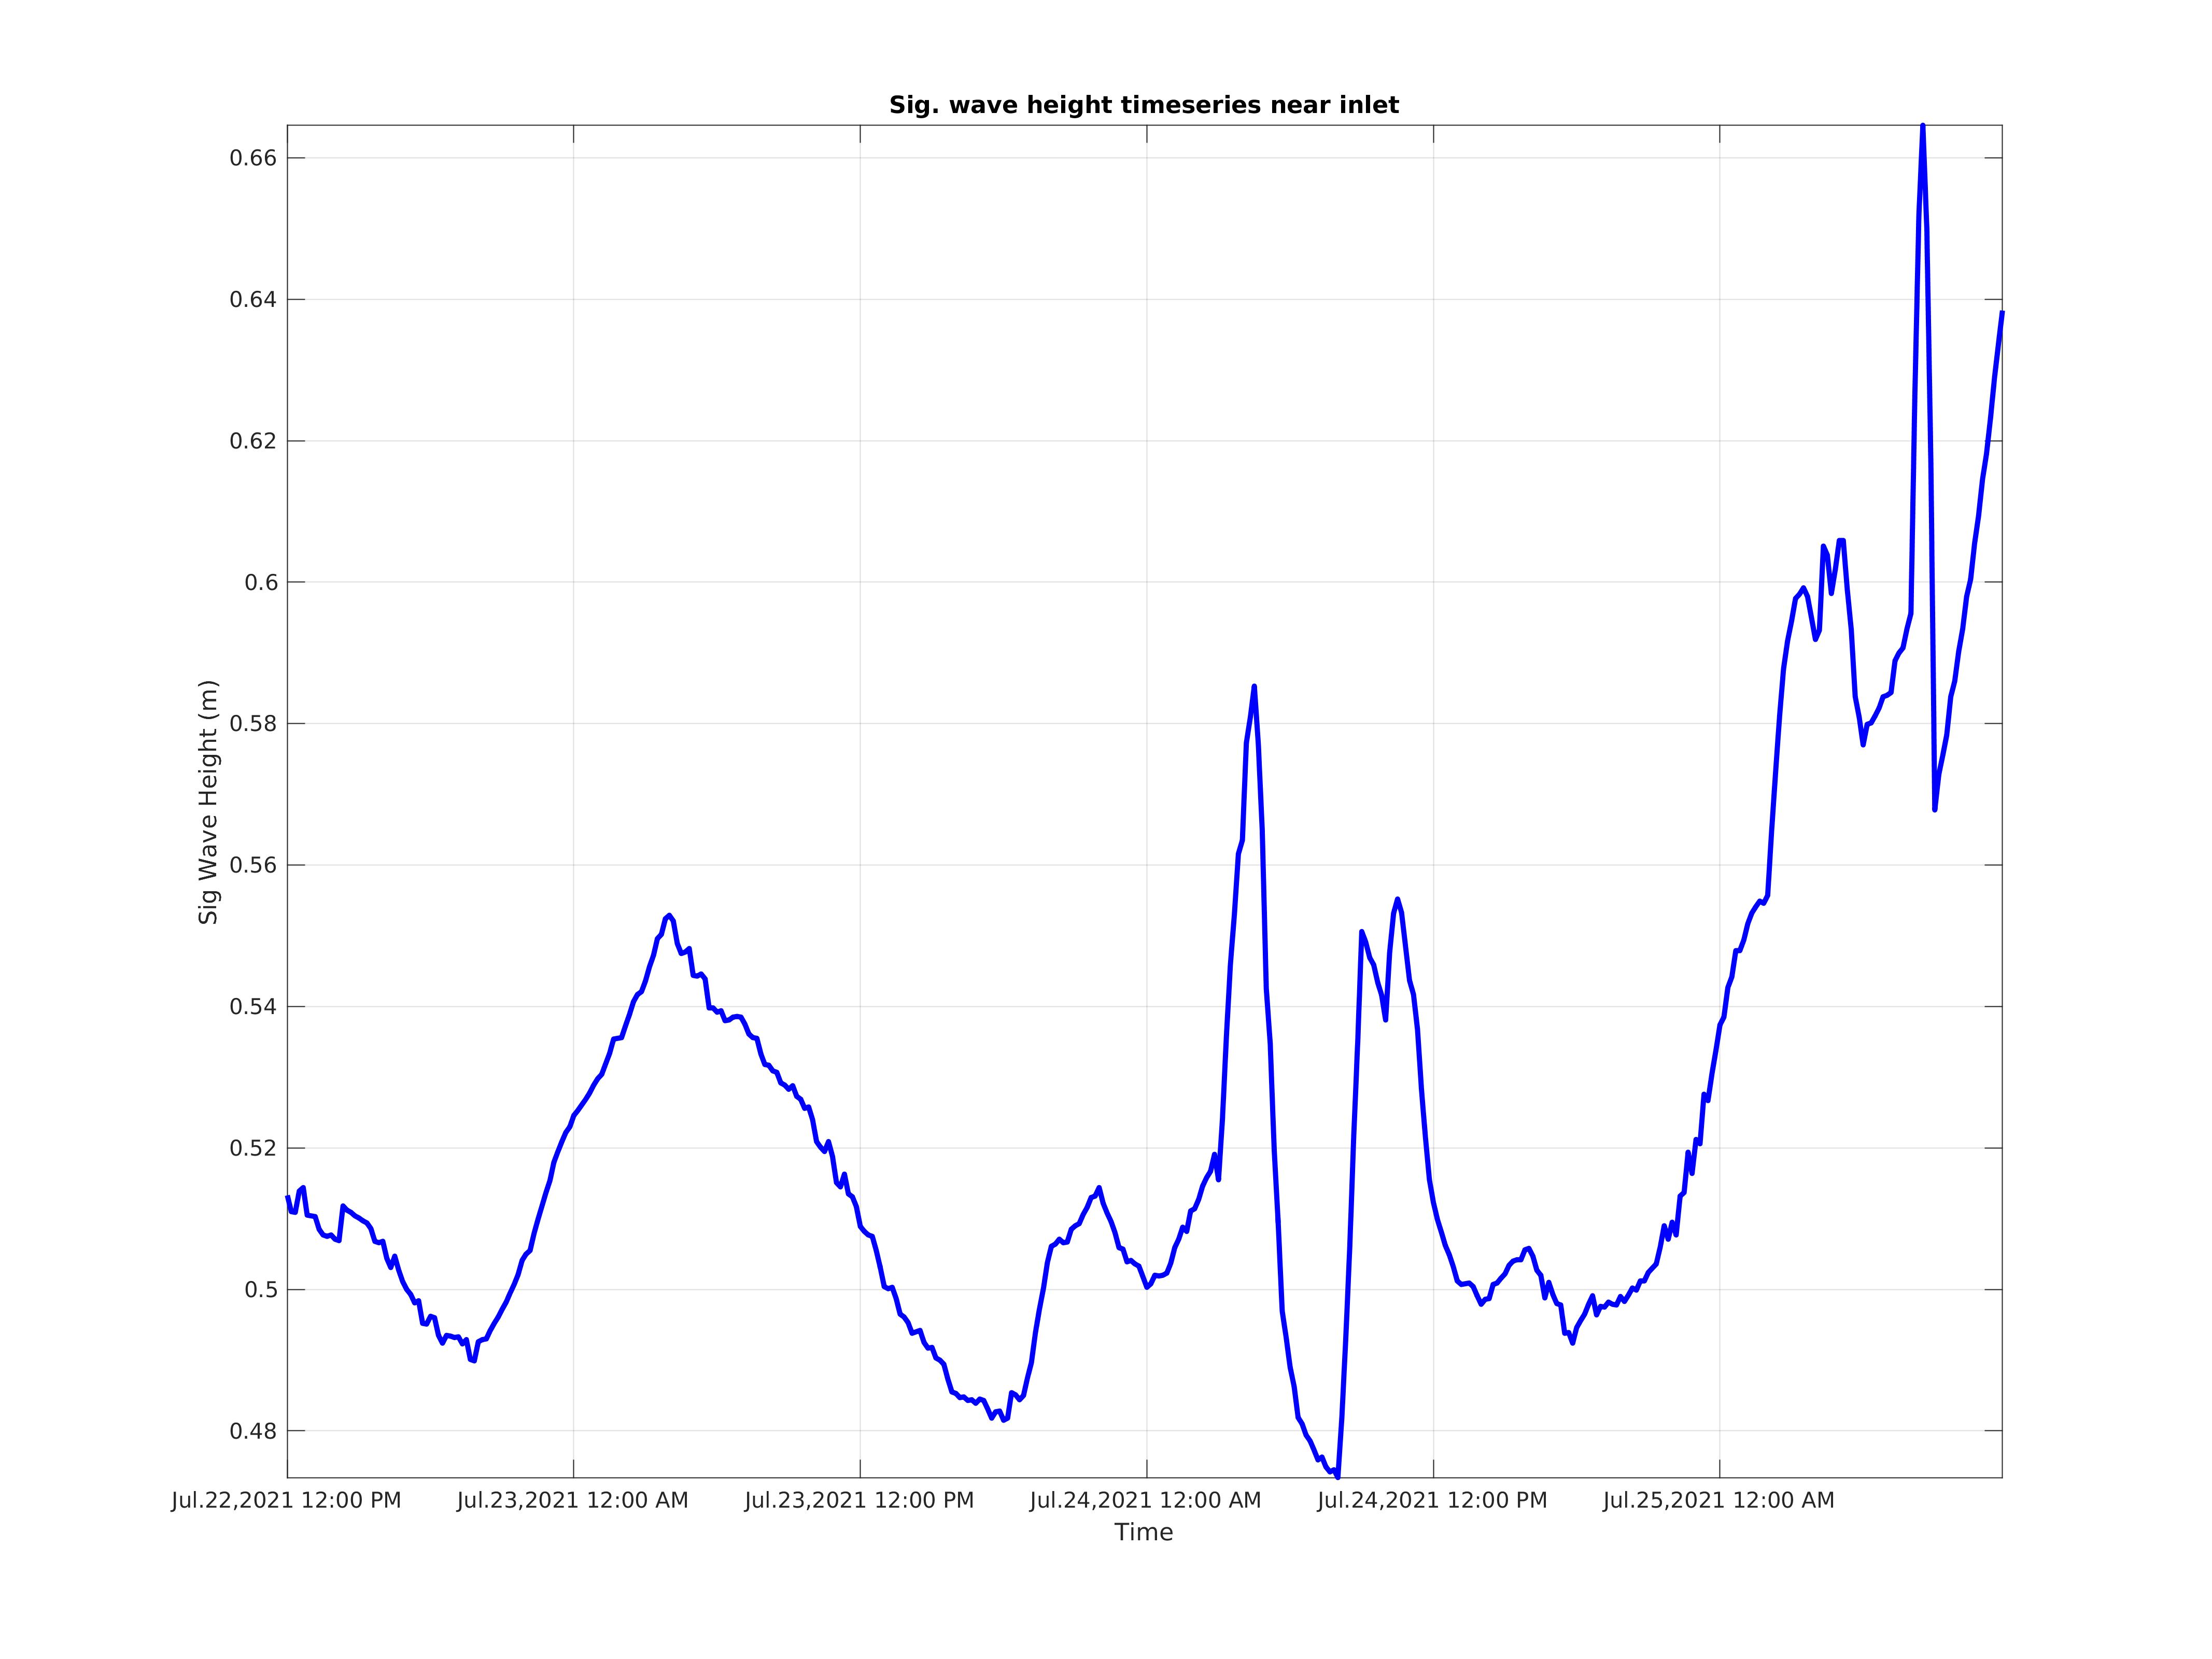 Sig. wave height timeseries near inlet
0.66
0.64
0.62
0.6
0.58
0.56
0.54
0.52
0.5
0.48
Sig Wave Height (m)
Jul.22,2021 12:00 PM
Jul.23,2021 12:00 AM
Jul.23,2021 12:00 PM
Jul.24,2021 12:00 AM
Jul.24,2021 12:00 PM
Jul.25,2021 12:00 AM
Time